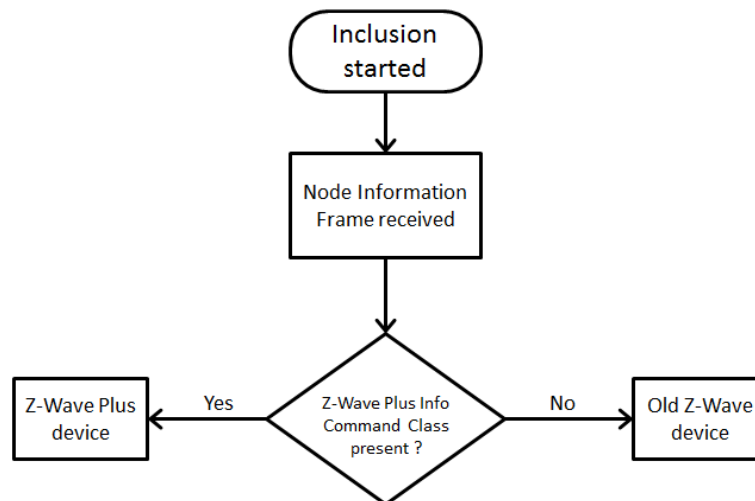 Inclusion
started
Node Information
Frame received
Z-Wave Plus Info
Command Class
present ?
Yes
Z-Wave Plus
device
No
Old Z-Wave
device